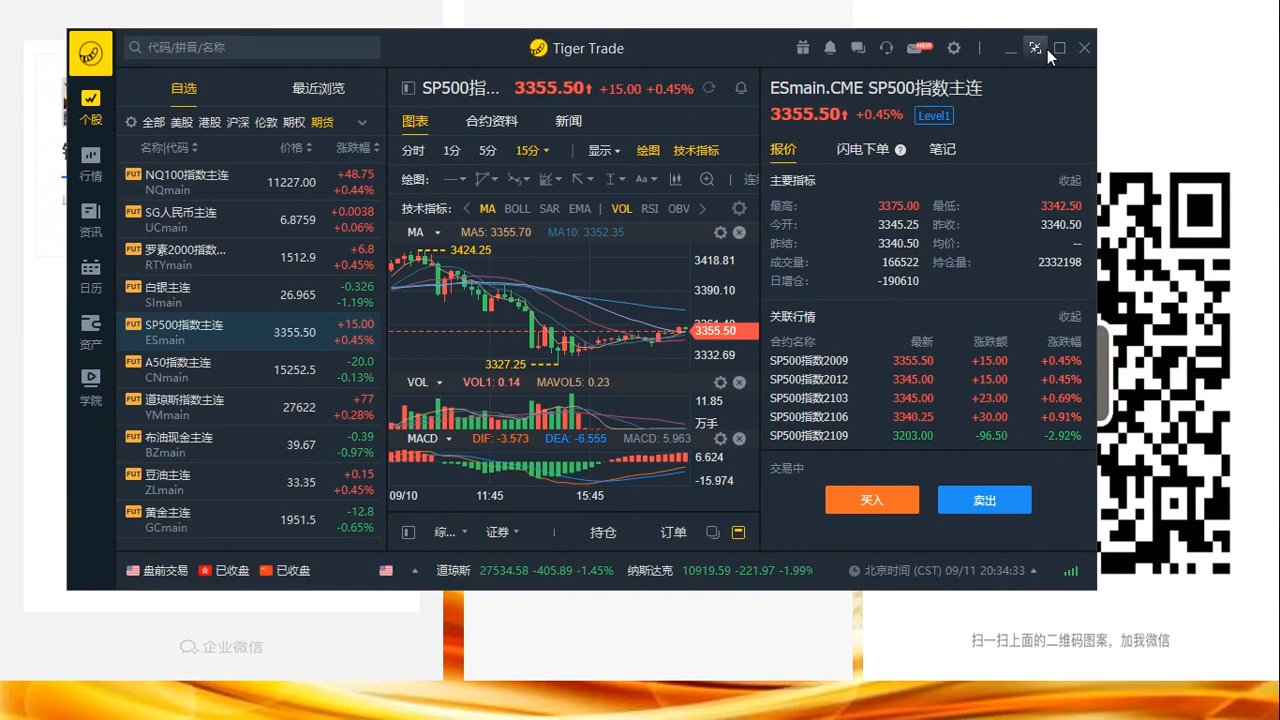 代码/拼音/名称
Tiger Trade
NEW
个股
行情
资讯
日历
资产
学院
自选 最近浏览
全部 美股 港股 沪深 伦敦 期权 期货
名称|代码 价格 涨跌幅
FUT NQ100指数主连 11227.00 +48.75
NQmain +0.44%
FUT SG人民币主连 6.8759 +0.0038
UCmain +0.06%
FUT 罗素2000指数... 1512.9 +6.8
RTYmain +0.45%
FUT 白银主连 26.965 -0.326
SImain -1.19%
FUT SP500指数主连 3355.50 +15.00
ESmain +0.45%
FUT A50指数主连 15252.5 -20.0
CNmain -0.13%
FUT 道琼斯指数主连 27622 +77
YMmain +0.28%
FUT 布油现金主连 39.67 -0.39
BZmain -0.97%
FUT 豆油主连 33.35 +0.15
ZLmain +0.45%
FUT 黄金主连 1951.5 -12.8
GCmain -0.65%
SP500指... 3355.50 +15.00 +0.45%
图表 合约资料 新闻
分时 1分 5分 15分 显示 绘图 技术指标
绘图: Aa
技术指标: MA BOLL SAR EMA VOL RSI OBV
MA MA5: 3355.70 MA10: 3352.35
3424.25
3418.81
3390.10
3355.50
3332.69
3327.25
VOL VOL1: 0.14 MAVOL5: 0.23
11.85
万手
MACD DIF: -3.573 DEA: -6.555 MACD: 5.963
6.624
-15.974
09/10 11:45 15:45
综... 证券 持仓 订单
ESmain.CME SP500指数主连
3355.50 +0.45% Level1
报价 闪电下单 ? 笔记
主要指标 收起
最高: 3375.00 最低: 3342.50
今开: 3345.25 昨收: 3340.50
昨结: 3340.50 均价: --
成交量: 166522 持仓量: 2332198
日增仓: -190610
关联行情 收起
合约名称 最新 涨跌额 涨跌幅
SP500指数2009 3355.50 +15.00 +0.45%
SP500指数2012 3345.00 +15.00 +0.45%
SP500指数2103 3345.00 +23.00 +0.69%
SP500指数2106 3340.25 +30.00 +0.91%
SP500指数2109 3203.00 -96.50 -2.92%
交易中
买入 卖出
盘前交易 已收盘 已收盘 道琼斯 27534.58 -405.89 -1.45% 纳斯达克 10919.59 -221.97 -1.99% 北京时间 (CST) 09/11 20:34:33
企业微信
扫一扫上面的二维码图案，加我微信